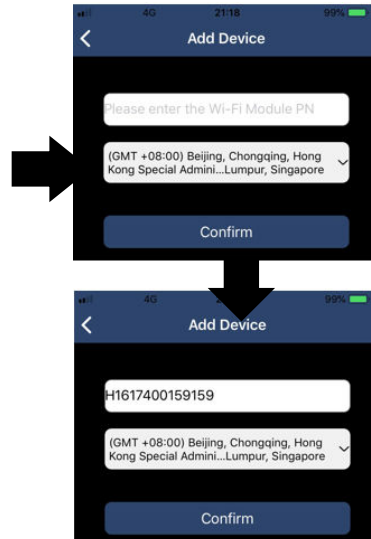 4G 21:18 99%
Add Device
Please enter the Wi-Fi Module PN
(GMT +08:00) Beijing, Chongqing, Hong
Kong Special Admini...Lumpur, Singapore
Confirm
4G 99%
Add Device
H1617400159159
(GMT +08:00) Beijing, Chongqing, Hong
Kong Special Admini...Lumpur, Singapore
Confirm